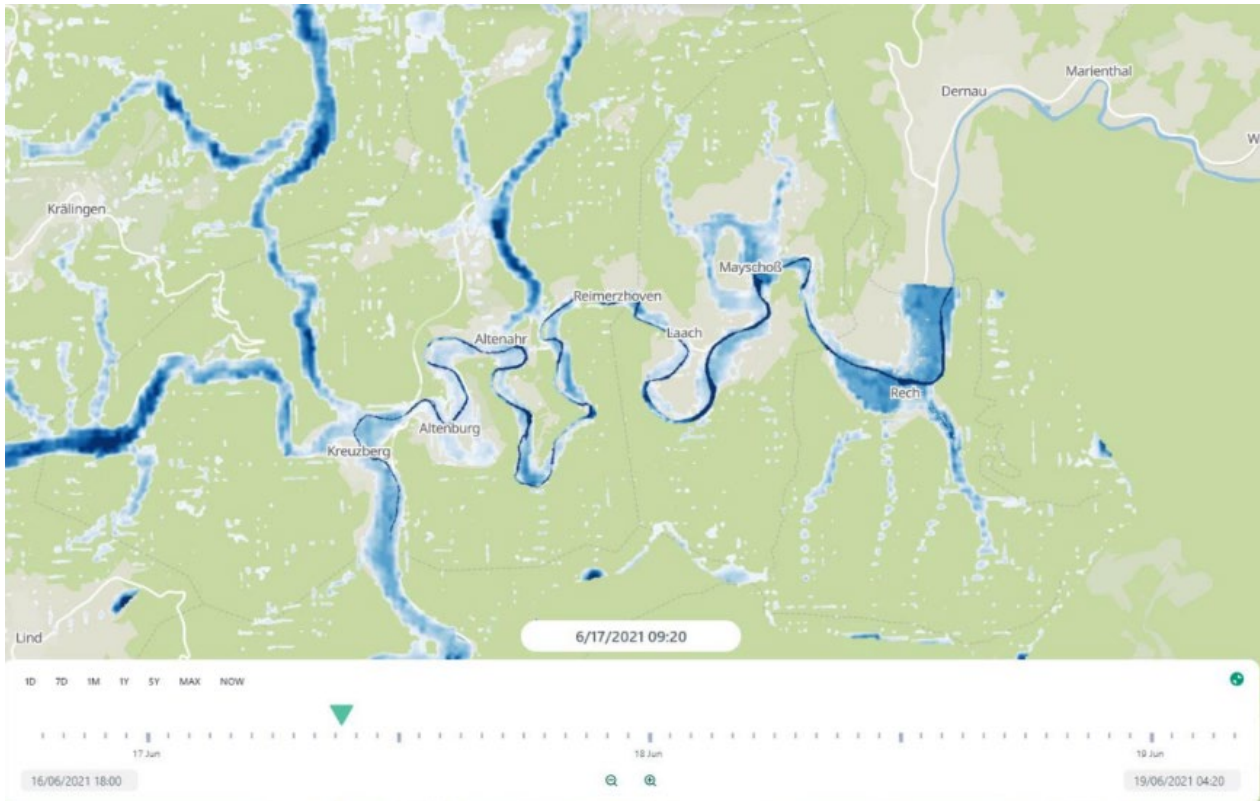 Marienthal
Dernau
W
Krälingen
Mayschoß
Reimerzhoven
Laach
Altenahr
Rech
Altenburg
Kreuzberg
Lind
6/17/2021 09:20
1D 7D 1M 1Y 5Y MAX NOW
17 Jun 18 Jun 19 Jun
16/06/2021 18:00 19/06/2021 04:20